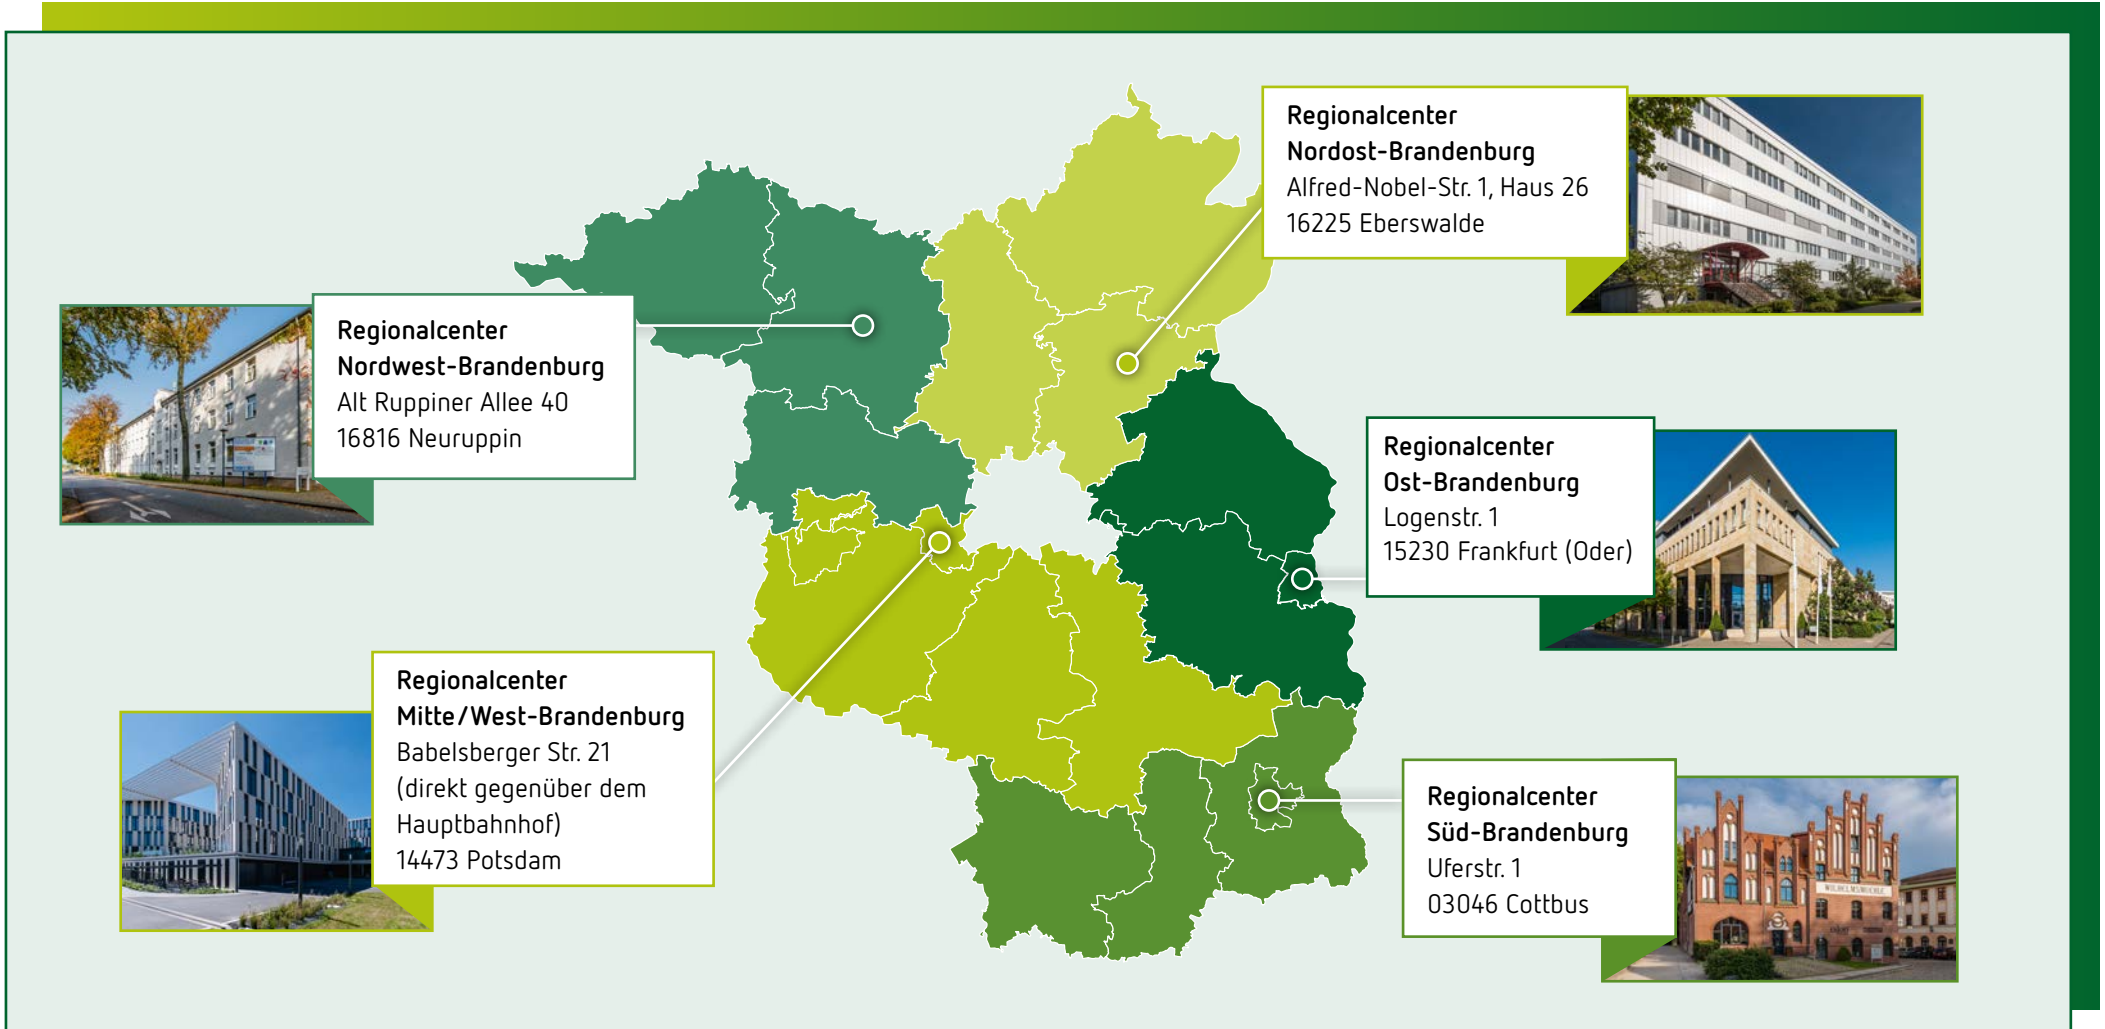 Regionalcenter
Nordost-Brandenburg
Alfred-Nobel-Str. 1, Haus 26
16225 Eberswalde
Regionalcenter
Nordwest-Brandenburg
Alt Ruppiner Allee 40
16816 Neuruppin
Regionalcenter
Ost-Brandenburg
Logenstr. 1
15230 Frankfurt (Oder)
Regionalcenter
Mitte/West-Brandenburg
Babelsberger Str. 21
(direkt gegenüber dem
Hauptbahnhof)
14473 Potsdam
Regionalcenter
Süd-Brandenburg
Uferstr. 1
03046 Cottbus